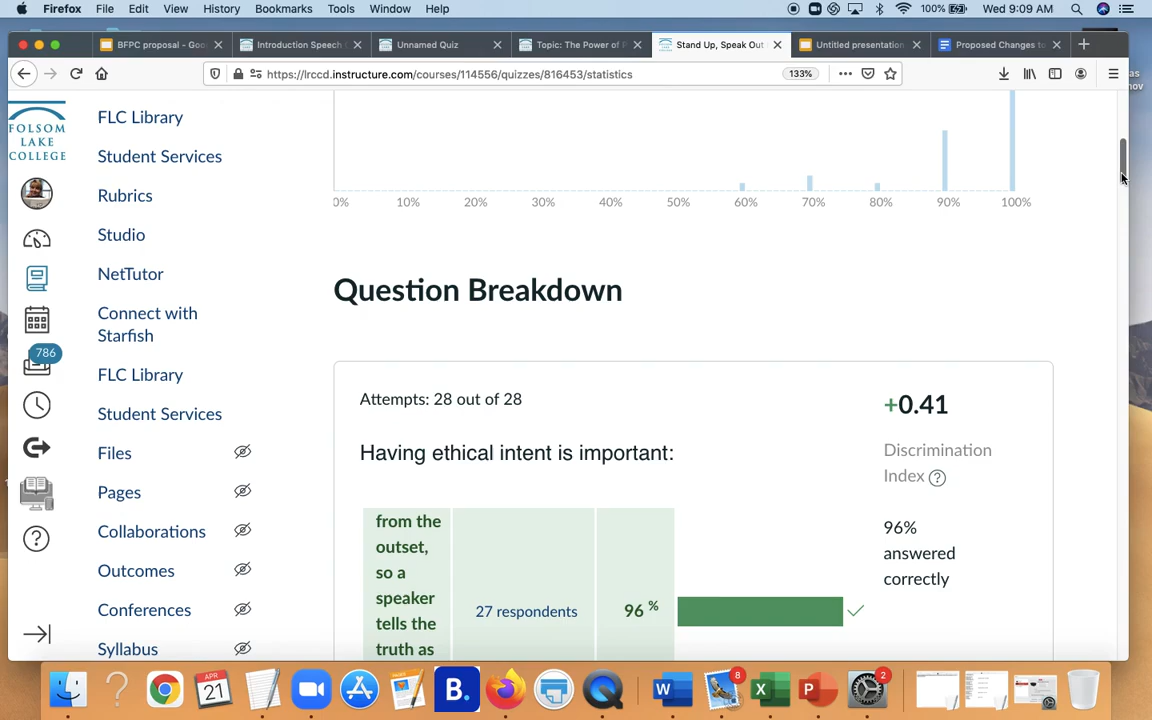 Firefox File Edit View History Bookmarks Tools Window Help 100% Wed 9:09 AM
BFPC proposal - Goo
Introduction Speech
Unnamed Quiz
Topic: The Power of P
Stand Up, Speak Out
Untitled presentation
Proposed Changes to
https://lrccd.instructure.com/courses/114556/quizzes/816453/statistics
133%
as
nov
FOLSOM
LAKE
COLLEGE
786
FLC Library
Student Services
Rubrics
Studio
NetTutor
Connect with
Starfish
FLC Library
Student Services
Files
Pages
Collaborations
Outcomes
Conferences
Syllabus
0% 10% 20% 30% 40% 50% 60% 70% 80% 90% 100%
Question Breakdown
Attempts: 28 out of 28
+0.41
Discrimination
Index ?
Having ethical intent is important:
96%
answered
correctly
from the
outset,
so a
speaker
tells the
truth as
27 respondents
96 %
APR
21
B.
W
8
X
P
2